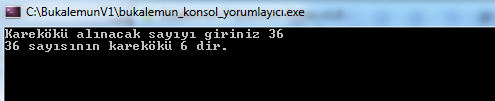 C:\BukalemunV1\bukalemun_konsol_yorumlayıcı.exe
Karekökü alınacak sayıyı giriniz 36
36 sayısının karekökü 6 dir.